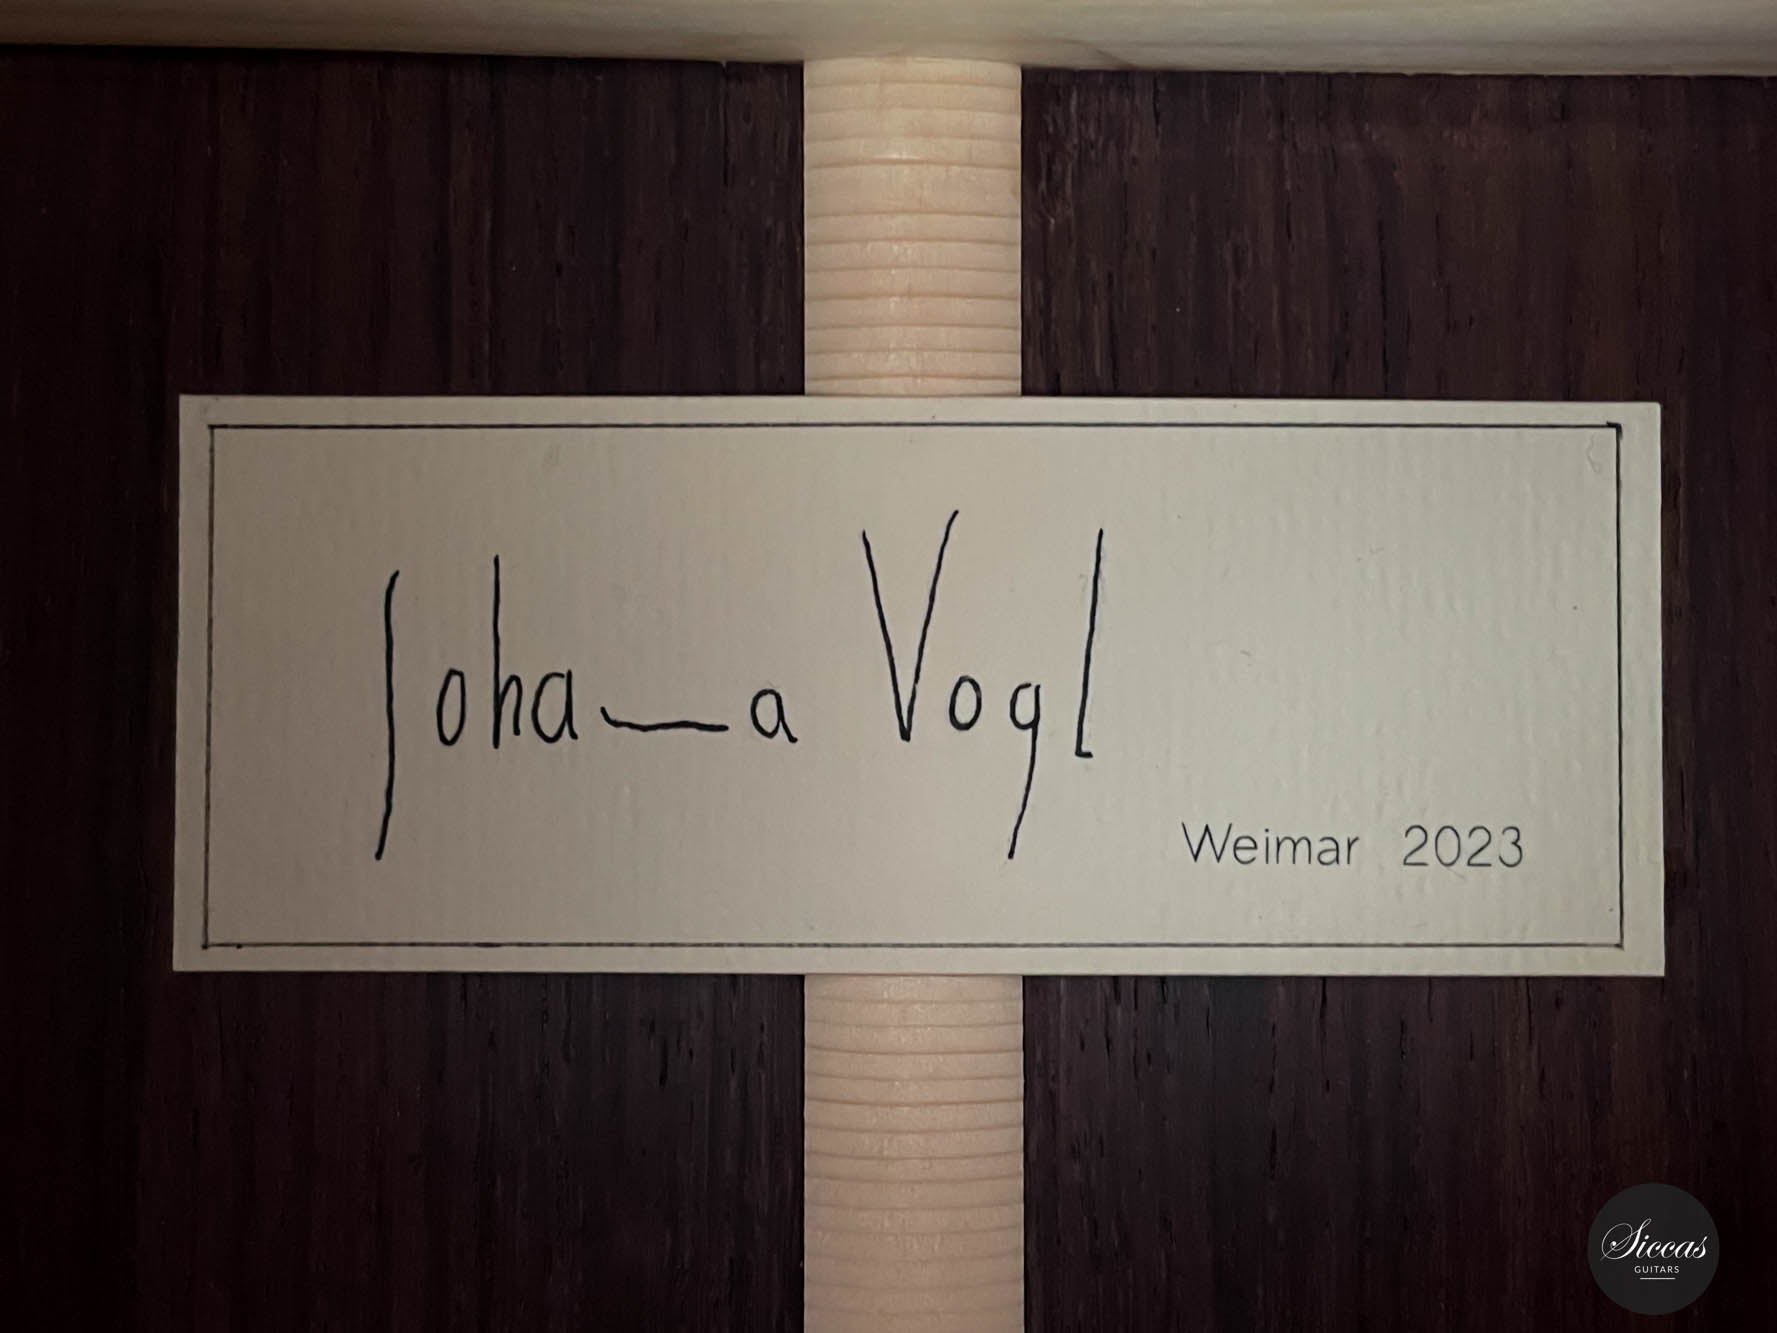 Johanna Vogl
Weimar 2023
Siccas
GUITARS